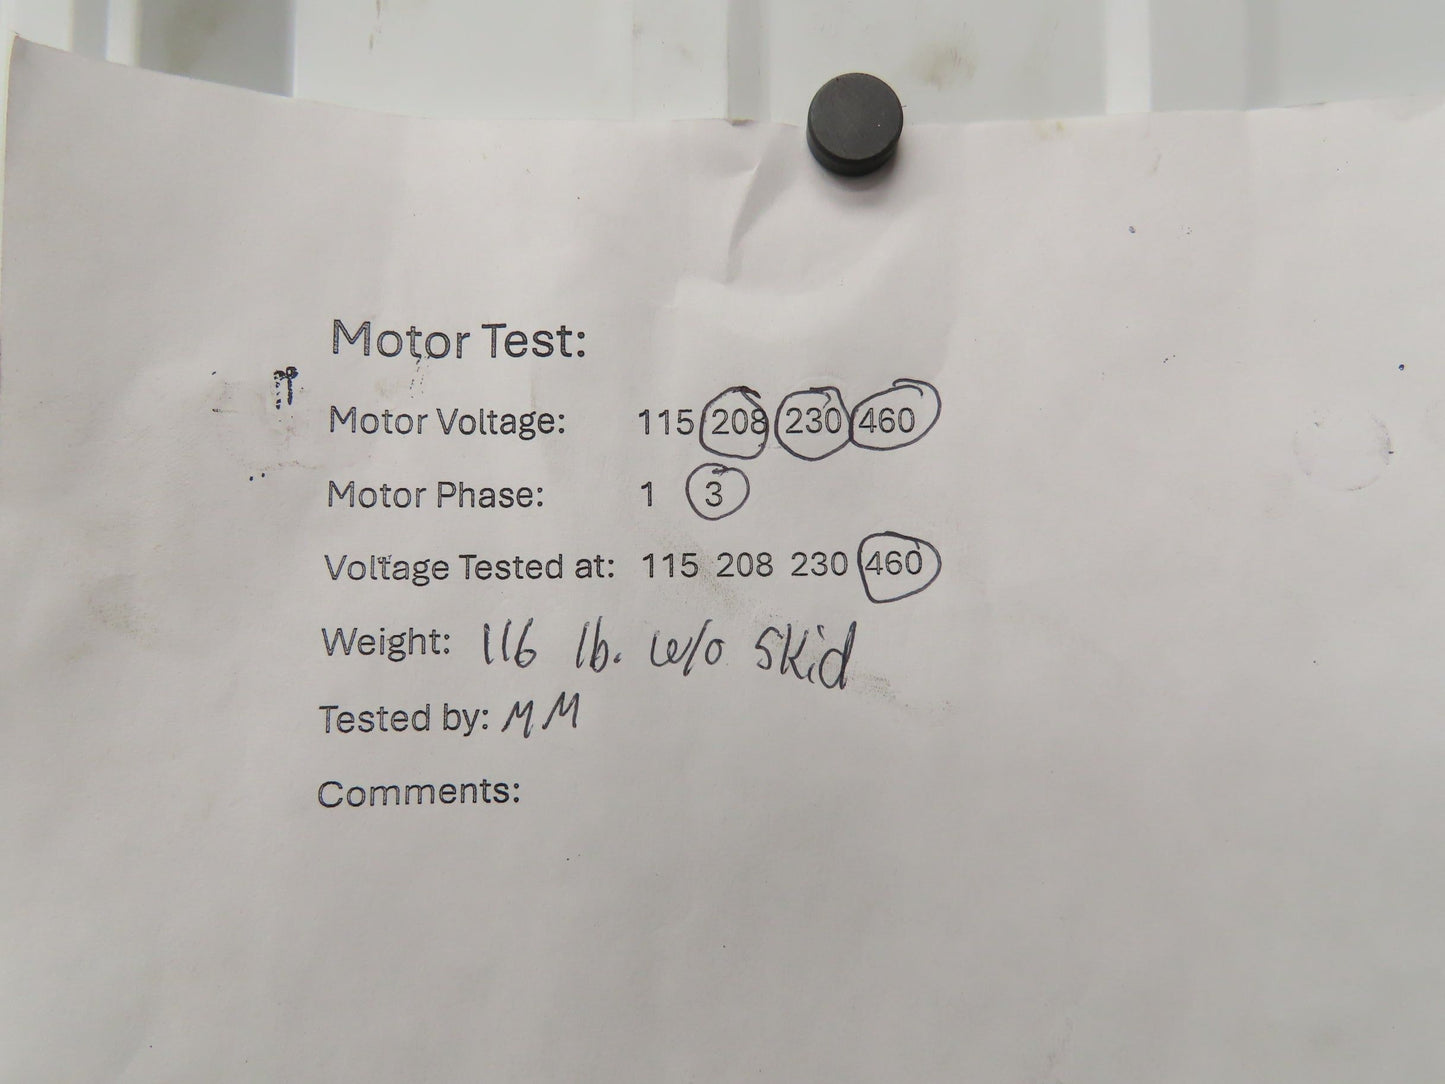 Motor Test:
Motor Voltage: 115 208 230 460
Motor Phase: 1 3
Voltage Tested at: 115 208 230 460
Weight: 116 lb. w/o skid
Tested by: MM
Comments: